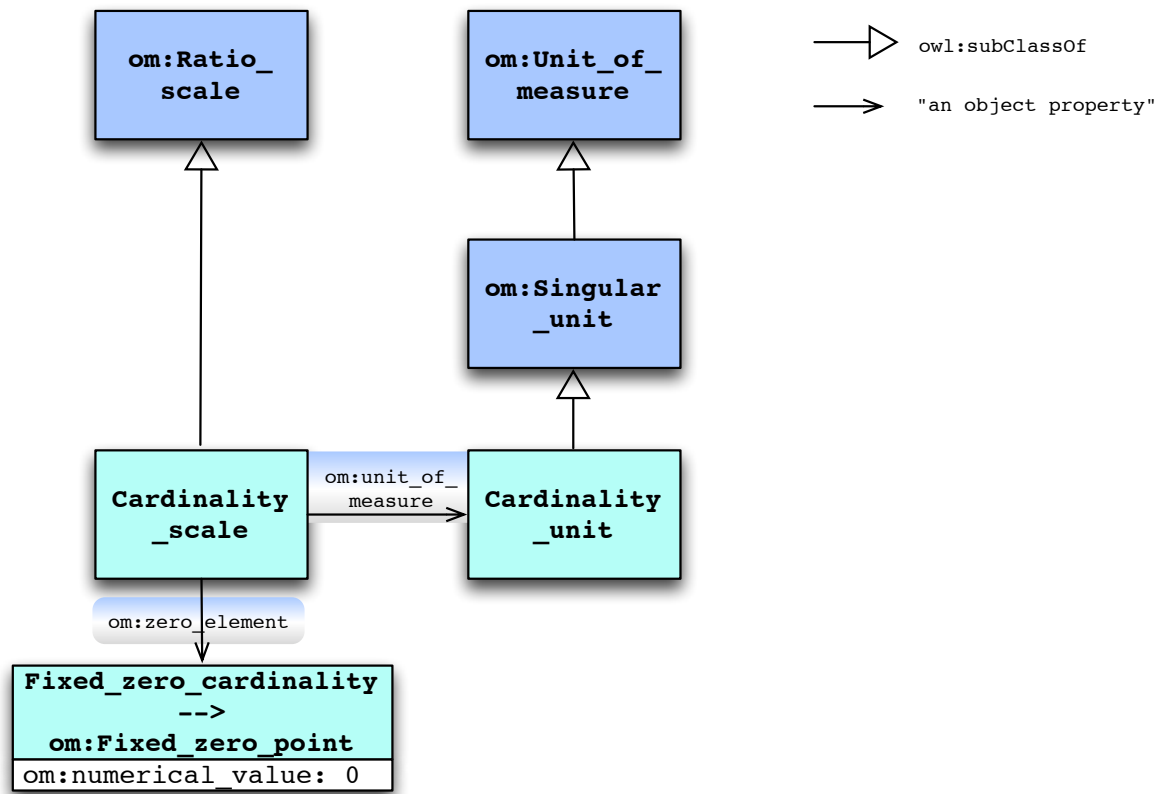 om:Ratio_
scale
om:Unit_of_
measure
owl:subClassOf
"an object property"
om:Singular
_unit
Cardinality
_scale
om:unit_of_
measure
Cardinality
_unit
om:zero_element
Fixed_zero_cardinality
-->
om:Fixed_zero_point
om:numerical_value: 0